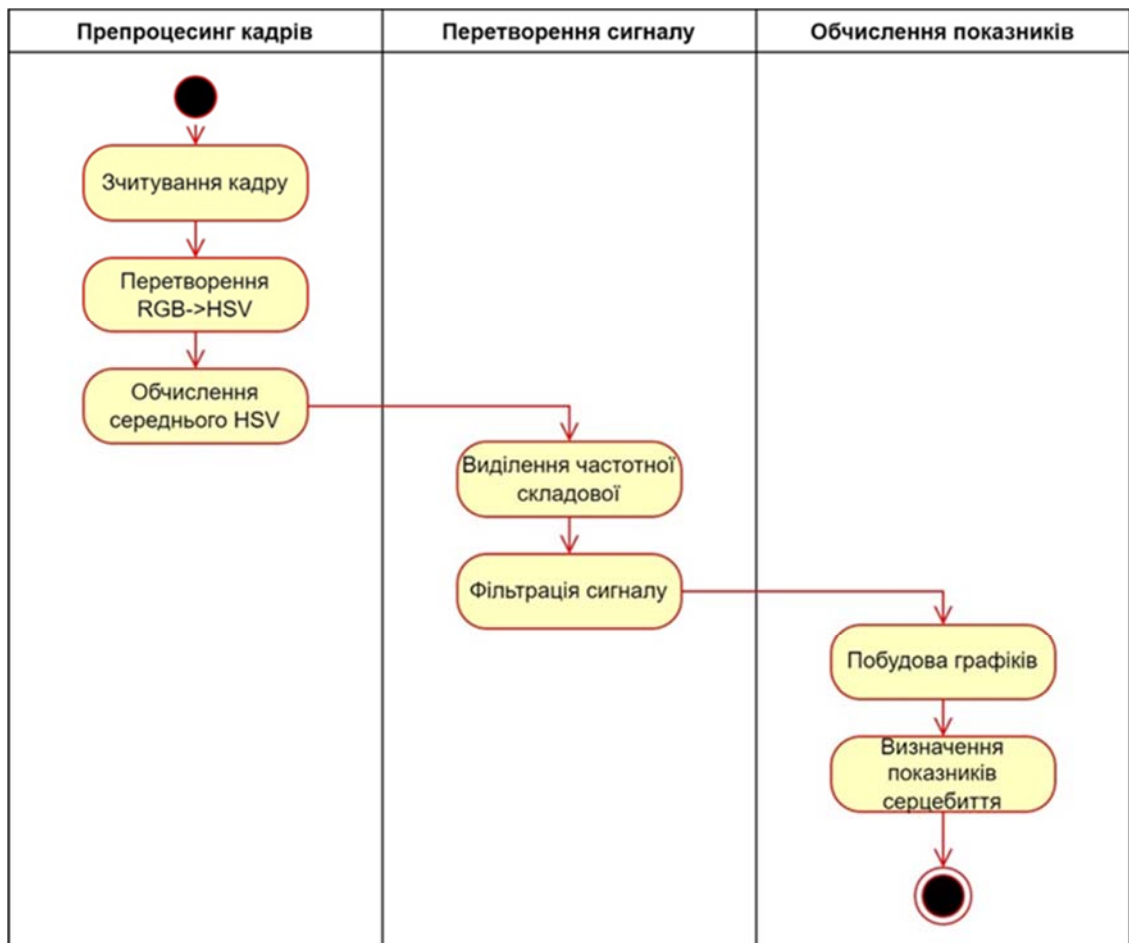 Препроцесинг кадрів
Перетворення сигналу
Обчислення показників
Зчитування кадру
Перетворення
RGB->HSV
Обчислення
середнього HSV
Виділення частотної
складової
Фільтрація сигналу
Побудова графіків
Визначення
показників
серцебиття